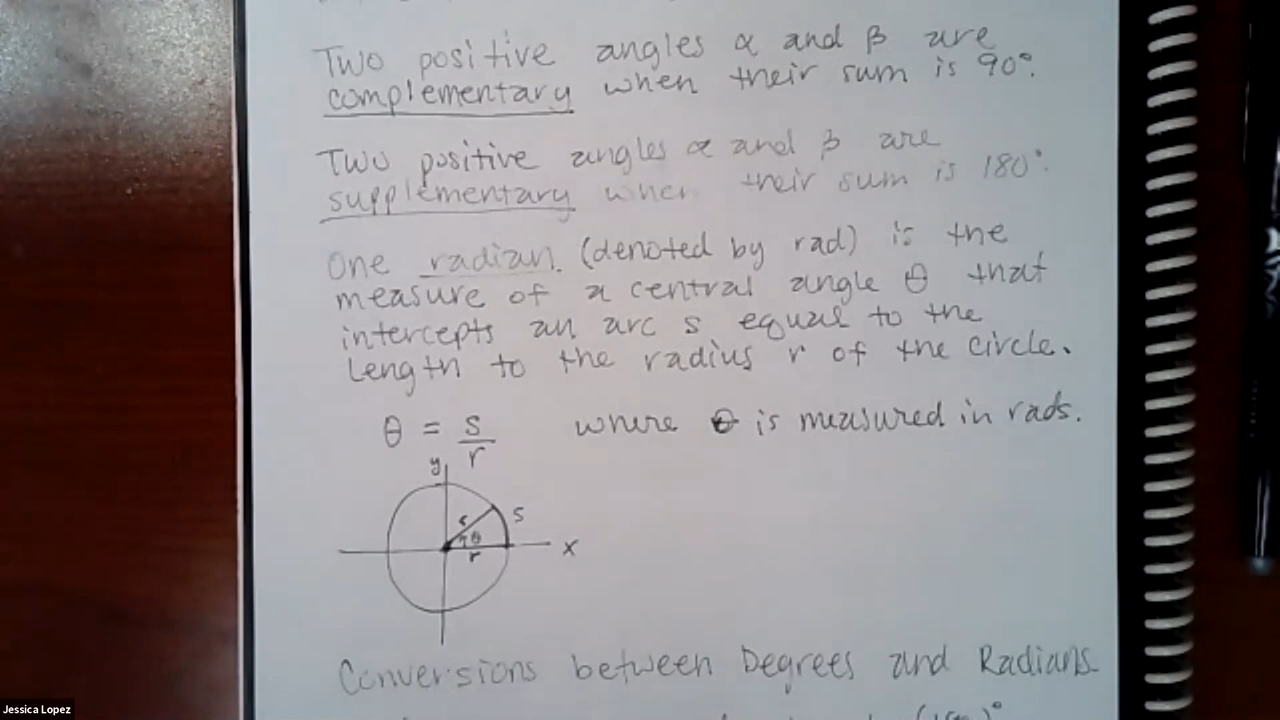 Two positive angles α and β are
complementary when their sum is 90°.
Two positive angles α and β are
supplementary when their sum is 180°.
One radian (denoted by rad) is the
measure of a central angle θ that
intercepts an arc s equal to the
length to the radius r of the circle.
θ = s/r where θ is measured in rads.
y
r
s
θ
r
x
Conversions between Degrees and Radians
Jessica Lopez